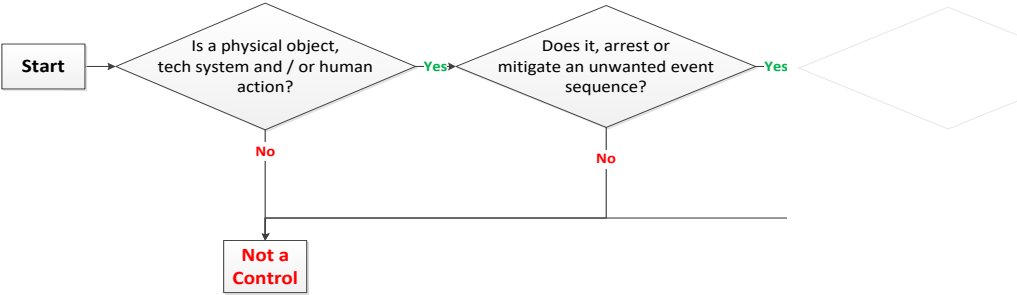 Start
Is a physical object,
tech system and / or human
action?
Yes
Does it, arrest or
mitigate an unwanted event
sequence?
Yes
No
No
Not a
Control